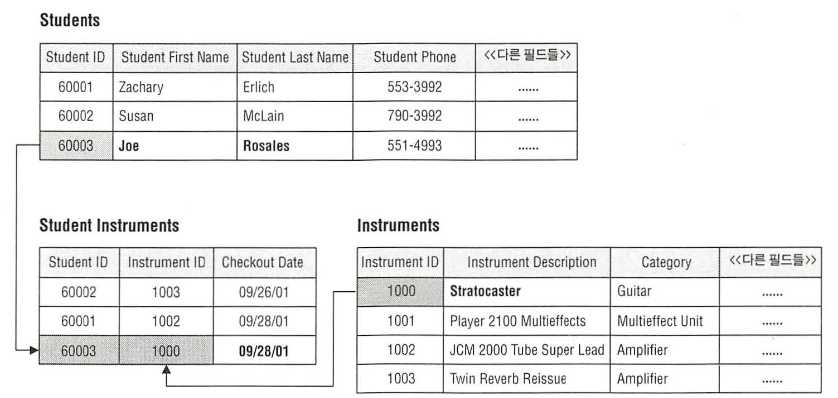 Students
Student ID Student First Name Student Last Name Student Phone <<다른 필드들>>
60001 Zachary Erlich 553-3992 ......
60002 Susan McLain 790-3992 ......
60003 Joe Rosales 551-4993 ......
Student Instruments
Student ID Instrument ID Checkout Date
60002 1003 09/26/01
60001 1002 09/28/01
60003 1000 09/28/01
Instruments
Instrument ID Instrument Description Category <<다른 필드들>>
1000 Stratocaster Guitar ......
1001 Player 2100 Multieffects Multieffect Unit ......
1002 JCM 2000 Tube Super Lead Amplifier ......
1003 Twin Reverb Reissue Amplifier ......